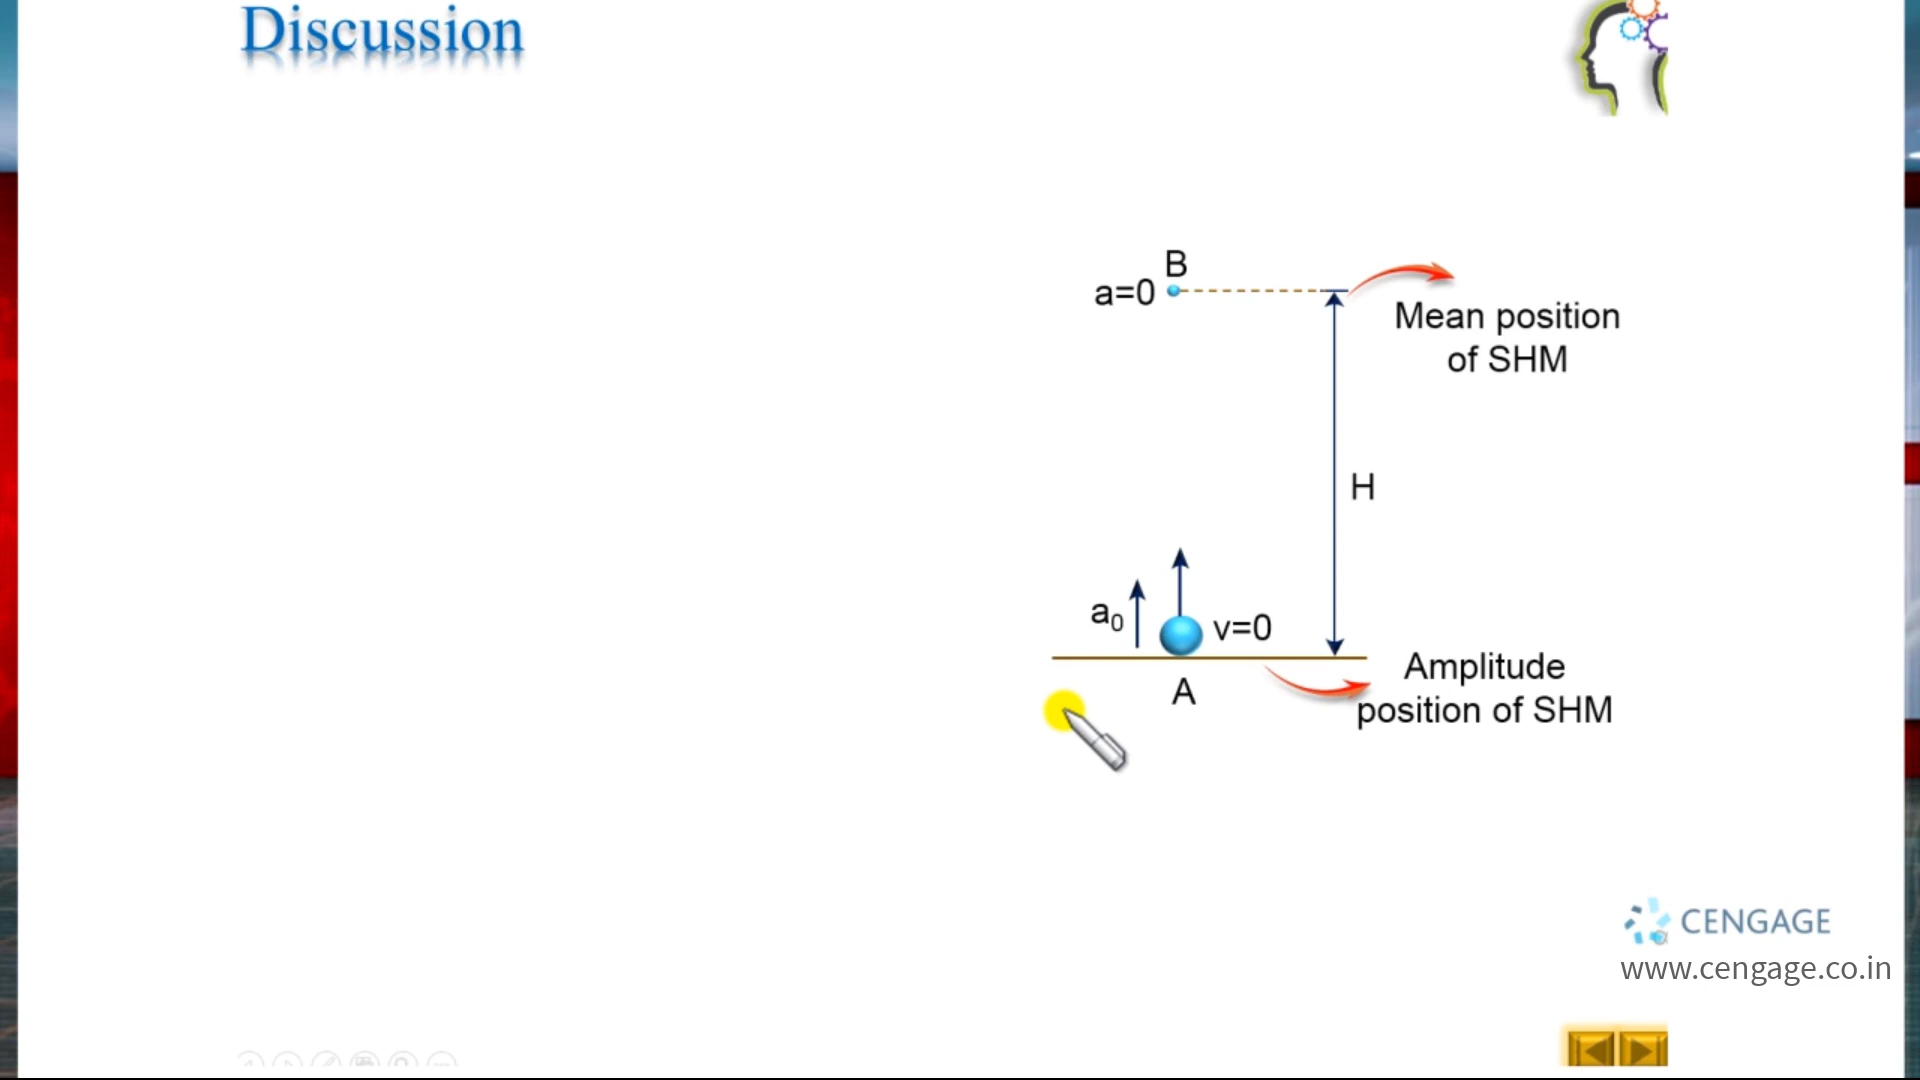 Discussion
B
a=0
Mean position
of SHM
H
a0
v=0
A
Amplitude
position of SHM
CENGAGE
www.cengage.co.in